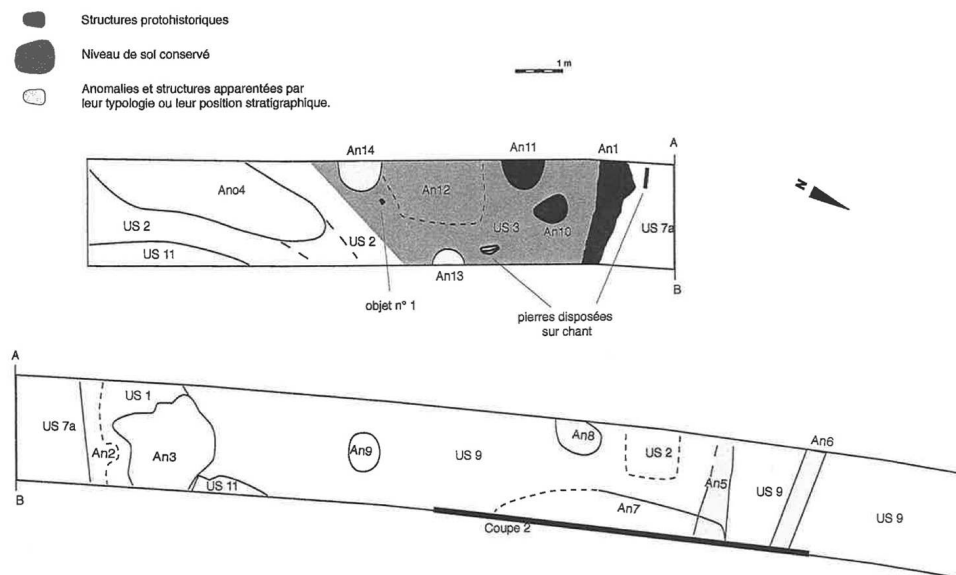 Structures protohistoriques
Niveau de sol conservé
Anomalies et structures apparentées par
leur typologie ou leur position stratigraphique.
1 m
An14
An11
An1
A
Ano4
An12
N
US 2
US 3
An10
US 7a
US 2
US 11
An13
B
objet n° 1
pierres disposées
sur chant
A
US 1
An8
An6
US 7a
An2
An3
An9
US 9
US 2
An5
US 11
US 9
An7
US 9
B
Coupe 2